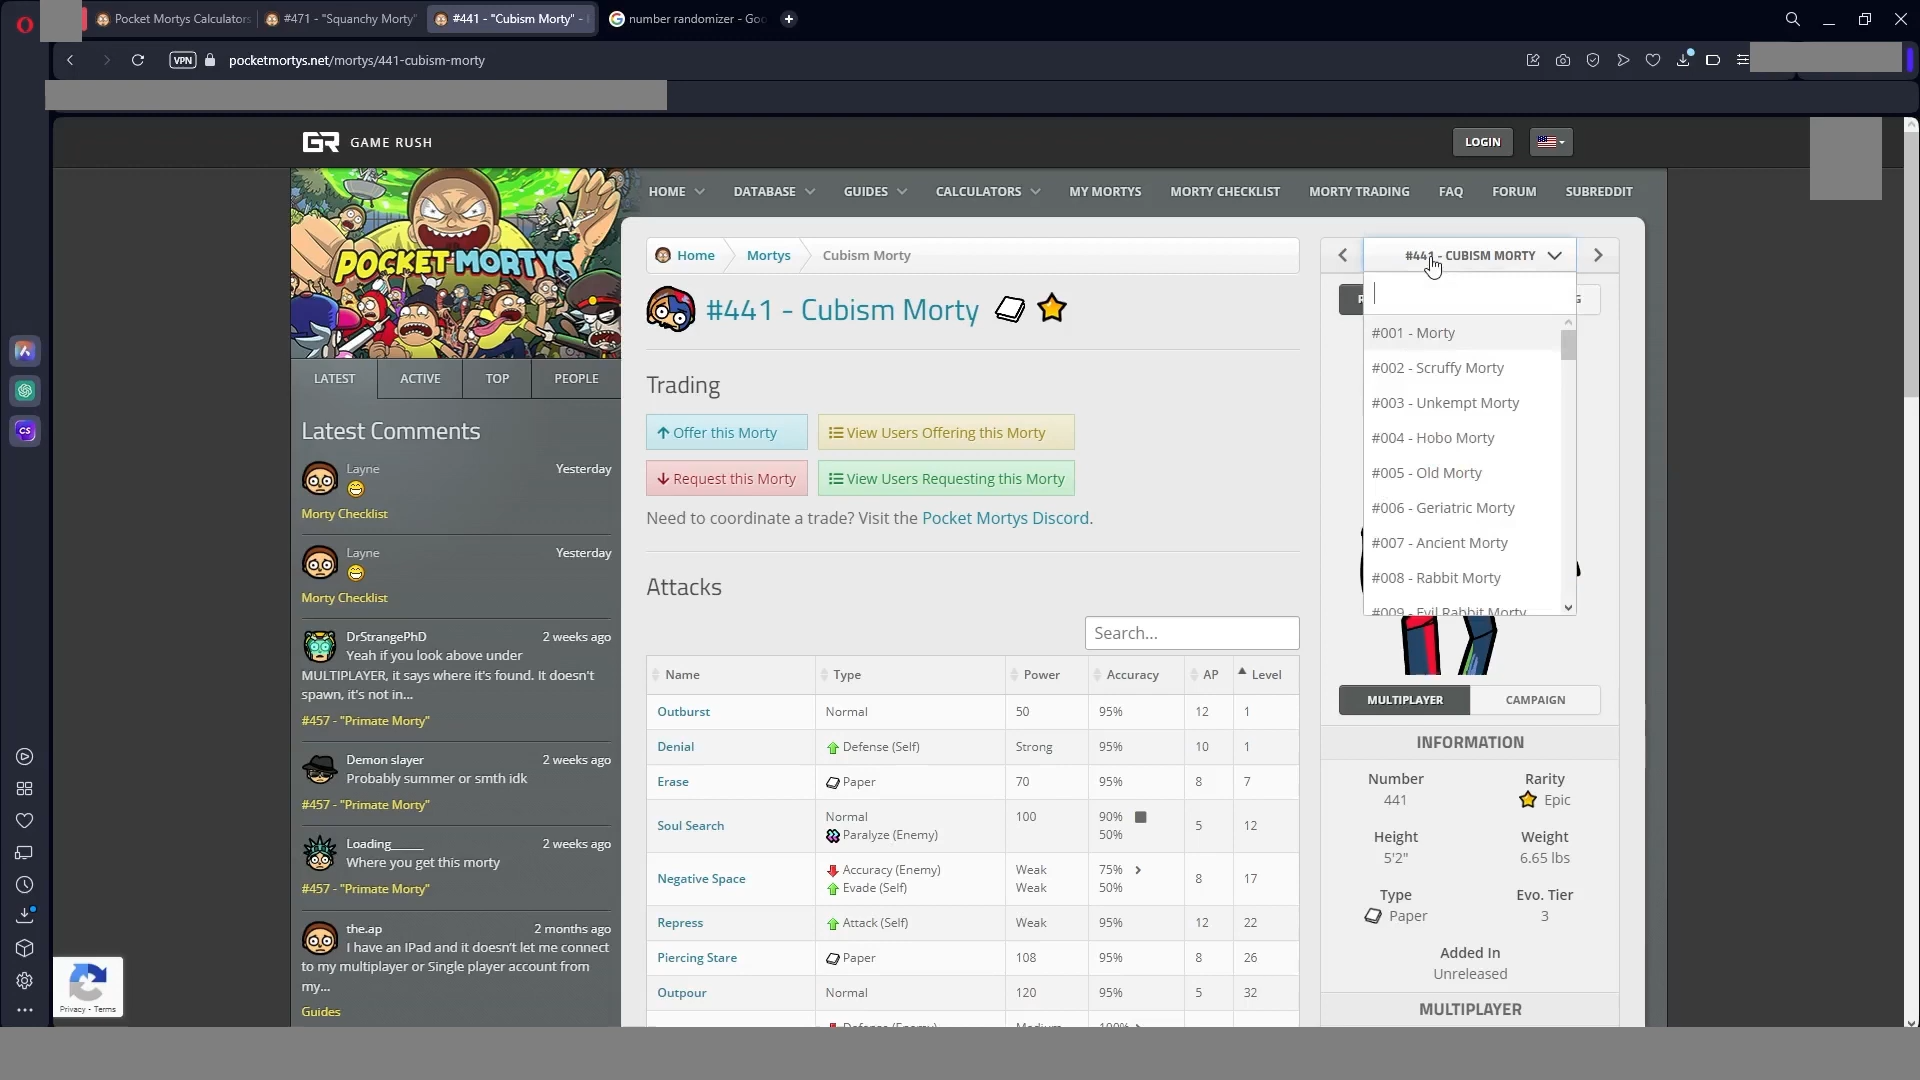 Pocket Mortys Calculators
#471 - "Squanchy Morty"
#441 - "Cubism Morty" -
number randomizer - Goo
VPN
pocketmortys.net/mortys/441-cubism-morty
GR GAME RUSH
LOGIN
POCKET MORTYS
HOME
DATABASE
GUIDES
CALCULATORS
MY MORTYS
MORTY CHECKLIST
MORTY TRADING
FAQ
FORUM
SUBREDDIT
LATEST
ACTIVE
TOP
PEOPLE
Latest Comments
Layne Yesterday
Morty Checklist
Layne Yesterday
Morty Checklist
DrStrangePhD 2 weeks ago
Yeah if you look above under
MULTIPLAYER, it says where it's found. It doesn't
spawn, it's not in...
#457 - "Primate Morty"
Demon slayer 2 weeks ago
Probably summer or smth idk
#457 - "Primate Morty"
Loading_____ 2 weeks ago
Where you get this morty
#457 - "Primate Morty"
the.ap 2 months ago
I have an IPad and it doesn't let me connect
to my multiplayer or Single player account from
my...
Guides
Privacy - Terms
CS
Home
Mortys
Cubism Morty
#441 - Cubism Morty
Trading
Offer this Morty
View Users Offering this Morty
Request this Morty
View Users Requesting this Morty
Need to coordinate a trade? Visit the Pocket Mortys Discord.
Attacks
Search...
Name Type Power Accuracy AP Level
Outburst Normal 50 95% 12 1
Denial Defense (Self) Strong 95% 10 1
Erase Paper 70 95% 8 7
Soul Search Normal 100 90% 5 12
Paralyze (Enemy) 50%
Negative Space Accuracy (Enemy) Weak 75% 8 17
Evade (Self) Weak 50%
Repress Attack (Self) Weak 95% 12 22
Piercing Stare Paper 108 95% 8 26
Outpour Normal 120 95% 5 32
Defense (Enemy) Medium 100%
#441 - CUBISM MORTY
#001 - Morty
#002 - Scruffy Morty
#003 - Unkempt Morty
#004 - Hobo Morty
#005 - Old Morty
#006 - Geriatric Morty
#007 - Ancient Morty
#008 - Rabbit Morty
#009 - Evil Rabbit Morty
MULTIPLAYER
CAMPAIGN
INFORMATION
Number Rarity
441 Epic
Height Weight
5'2" 6.65 lbs
Type Evo. Tier
Paper 3
Added In
Unreleased
MULTIPLAYER